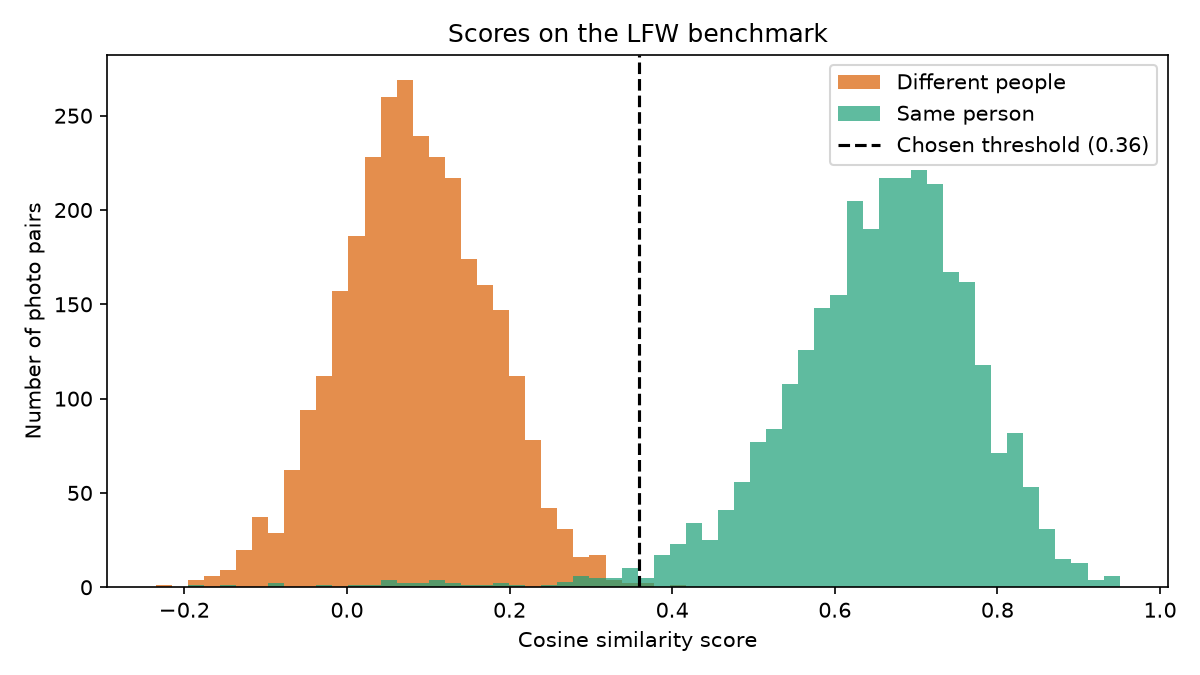 Scores on the LFW benchmark
Different people
Same person
Chosen threshold (0.36)
Number of photo pairs
250
200
150
100
50
0
−0.2
0.0
0.2
0.4
0.6
0.8
1.0
Cosine similarity score